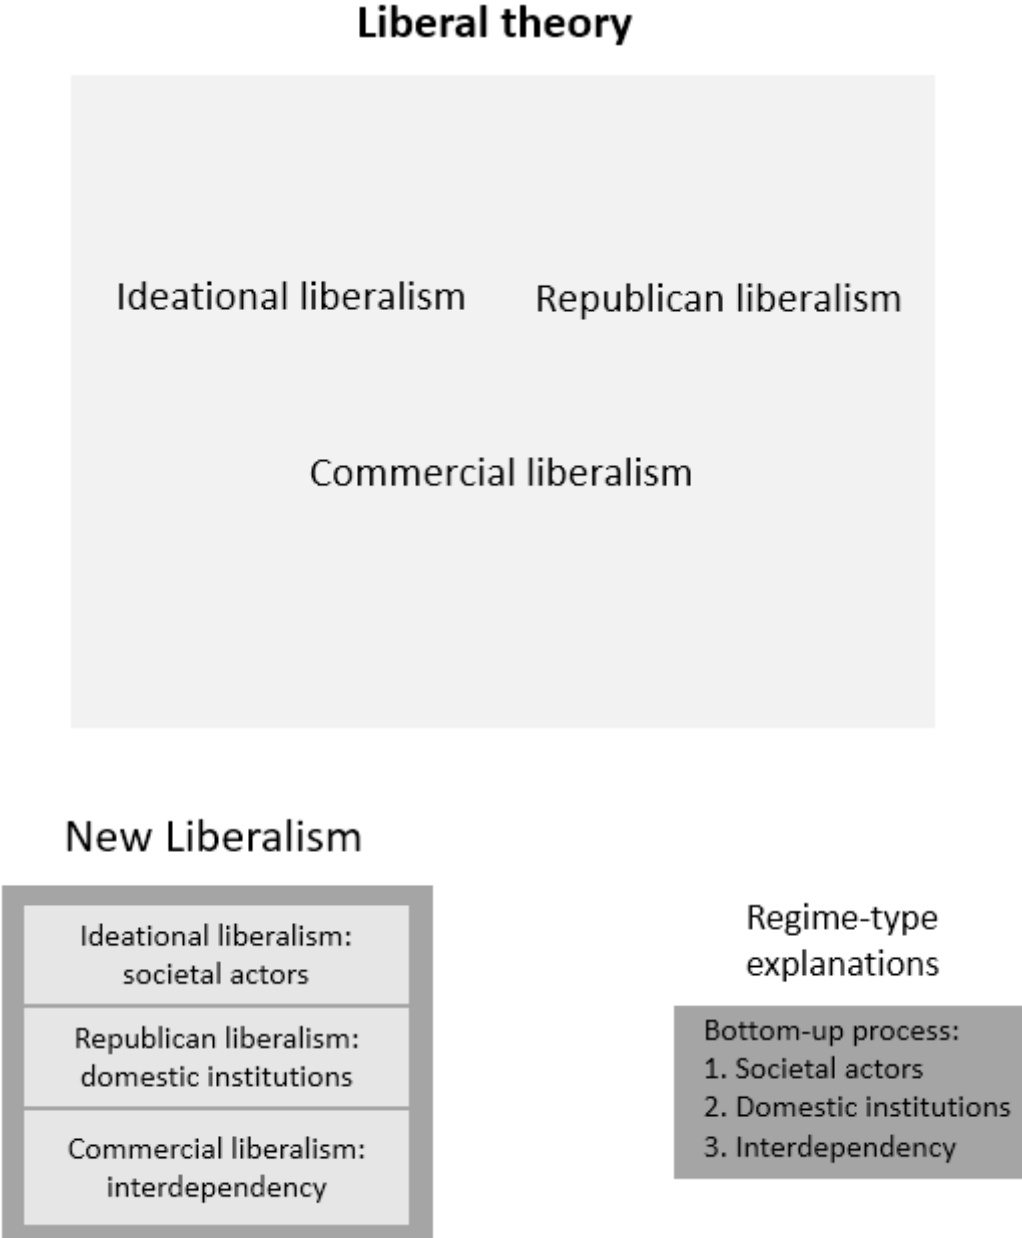 Liberal theory
Ideational liberalism
Republican liberalism
Commercial liberalism
New Liberalism
Ideational liberalism:
societal actors
Republican liberalism:
domestic institutions
Commercial liberalism:
interdependency
Regime-type
explanations
Bottom-up process:
1. Societal actors
2. Domestic institutions
3. Interdependency